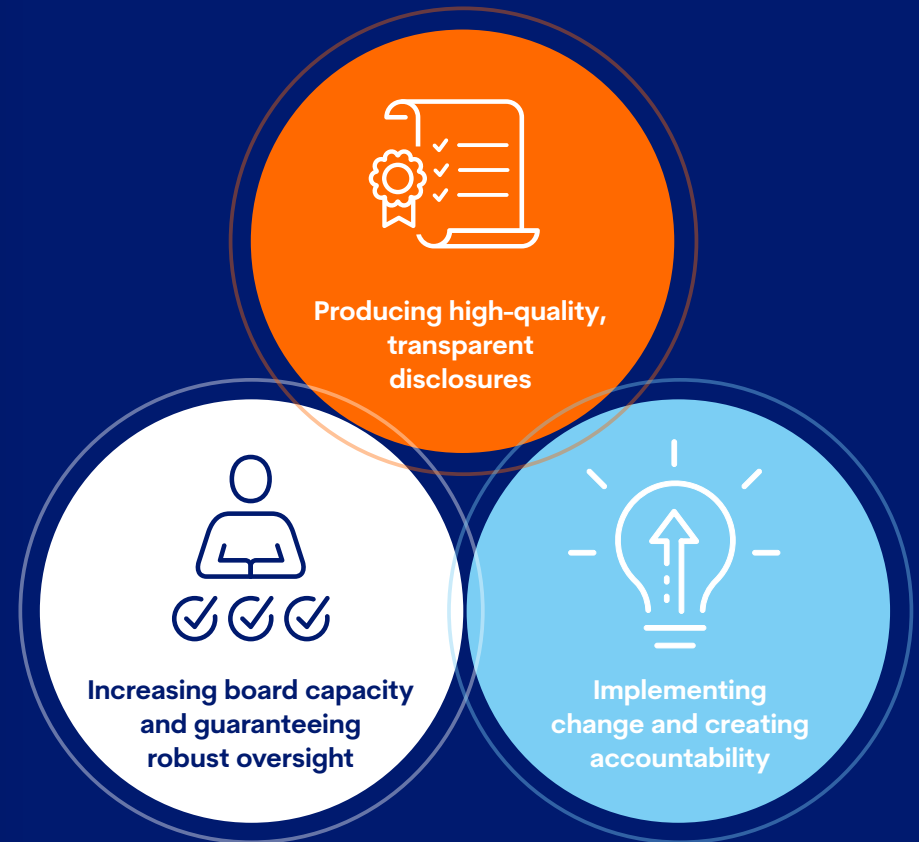 Producing high-quality,
transparent
disclosures
Increasing board capacity
and guaranteeing
robust oversight
Implementing
change and creating
accountability